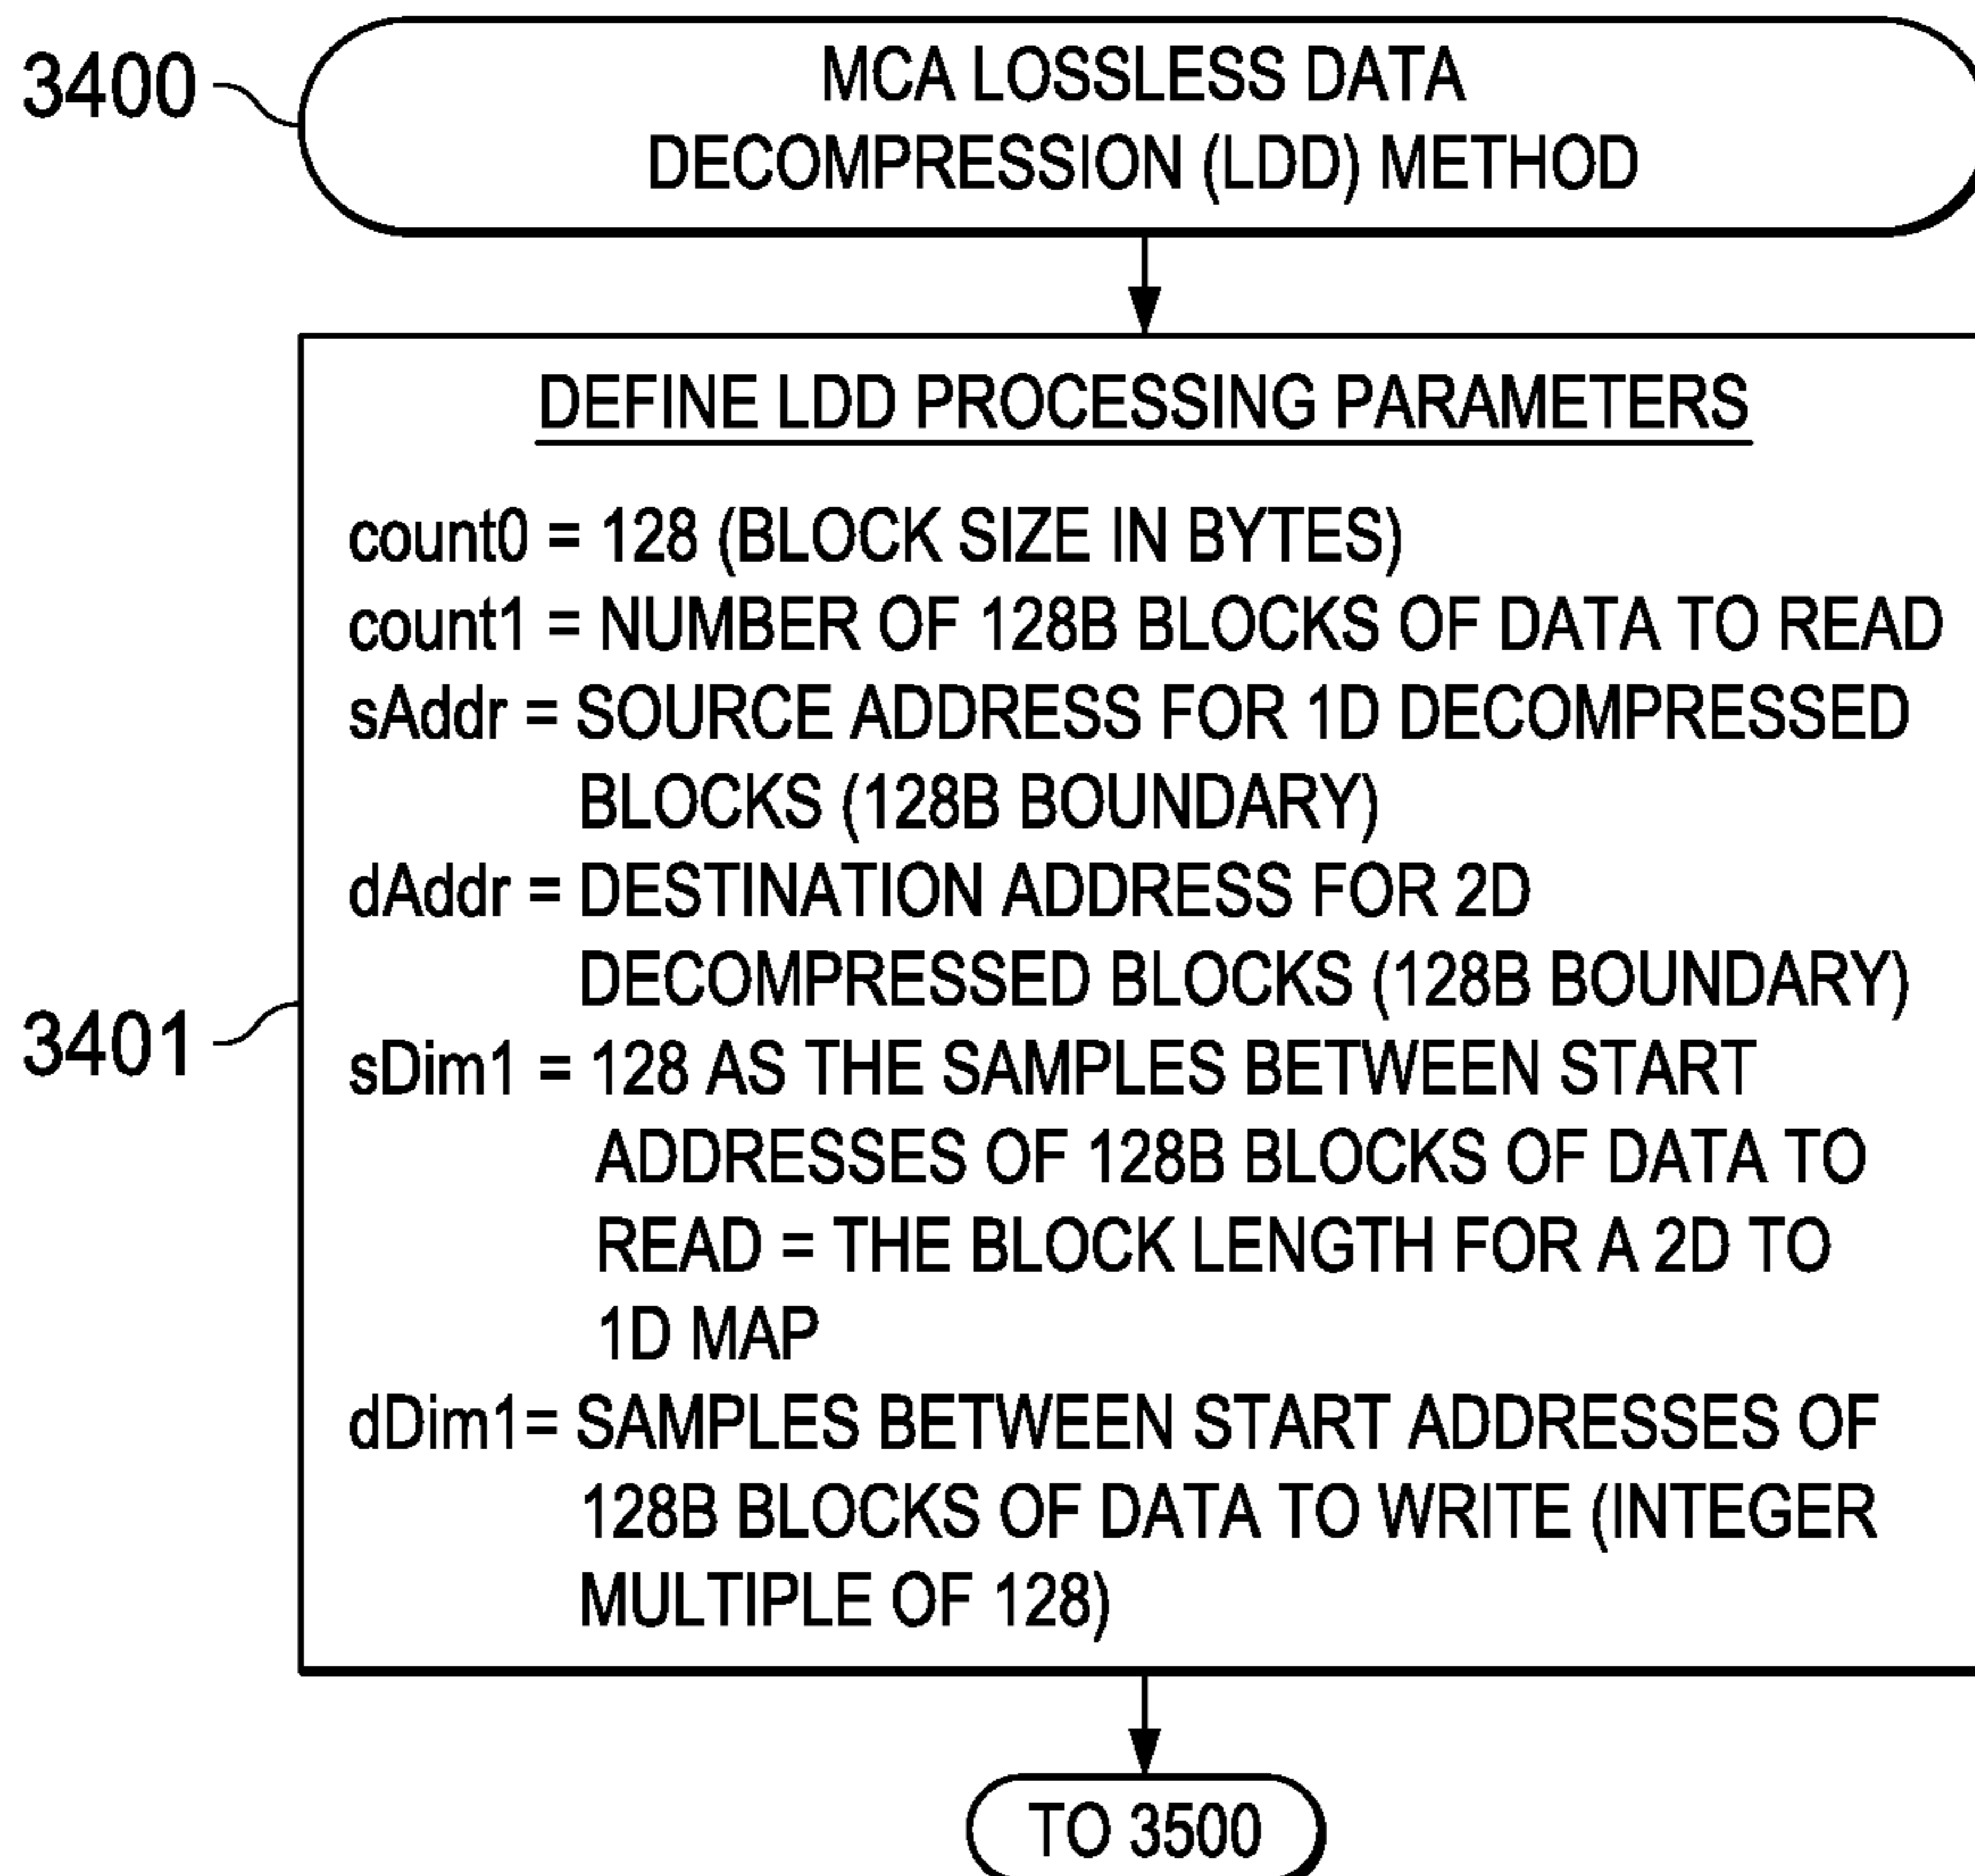 3400
MCA LOSSLESS DATA
DECOMPRESSION (LDD) METHOD
DEFINE LDD PROCESSING PARAMETERS
count0 = 128 (BLOCK SIZE IN BYTES)
count1 = NUMBER OF 128B BLOCKS OF DATA TO READ
sAddr = SOURCE ADDRESS FOR 1D DECOMPRESSED
BLOCKS (128B BOUNDARY)
dAddr = DESTINATION ADDRESS FOR 2D
DECOMPRESSED BLOCKS (128B BOUNDARY)
3401
sDim1 = 128 AS THE SAMPLES BETWEEN START
ADDRESSES OF 128B BLOCKS OF DATA TO
READ = THE BLOCK LENGTH FOR A 2D TO
1D MAP
dDim1= SAMPLES BETWEEN START ADDRESSES OF
128B BLOCKS OF DATA TO WRITE (INTEGER
MULTIPLE OF 128)
TO 3500